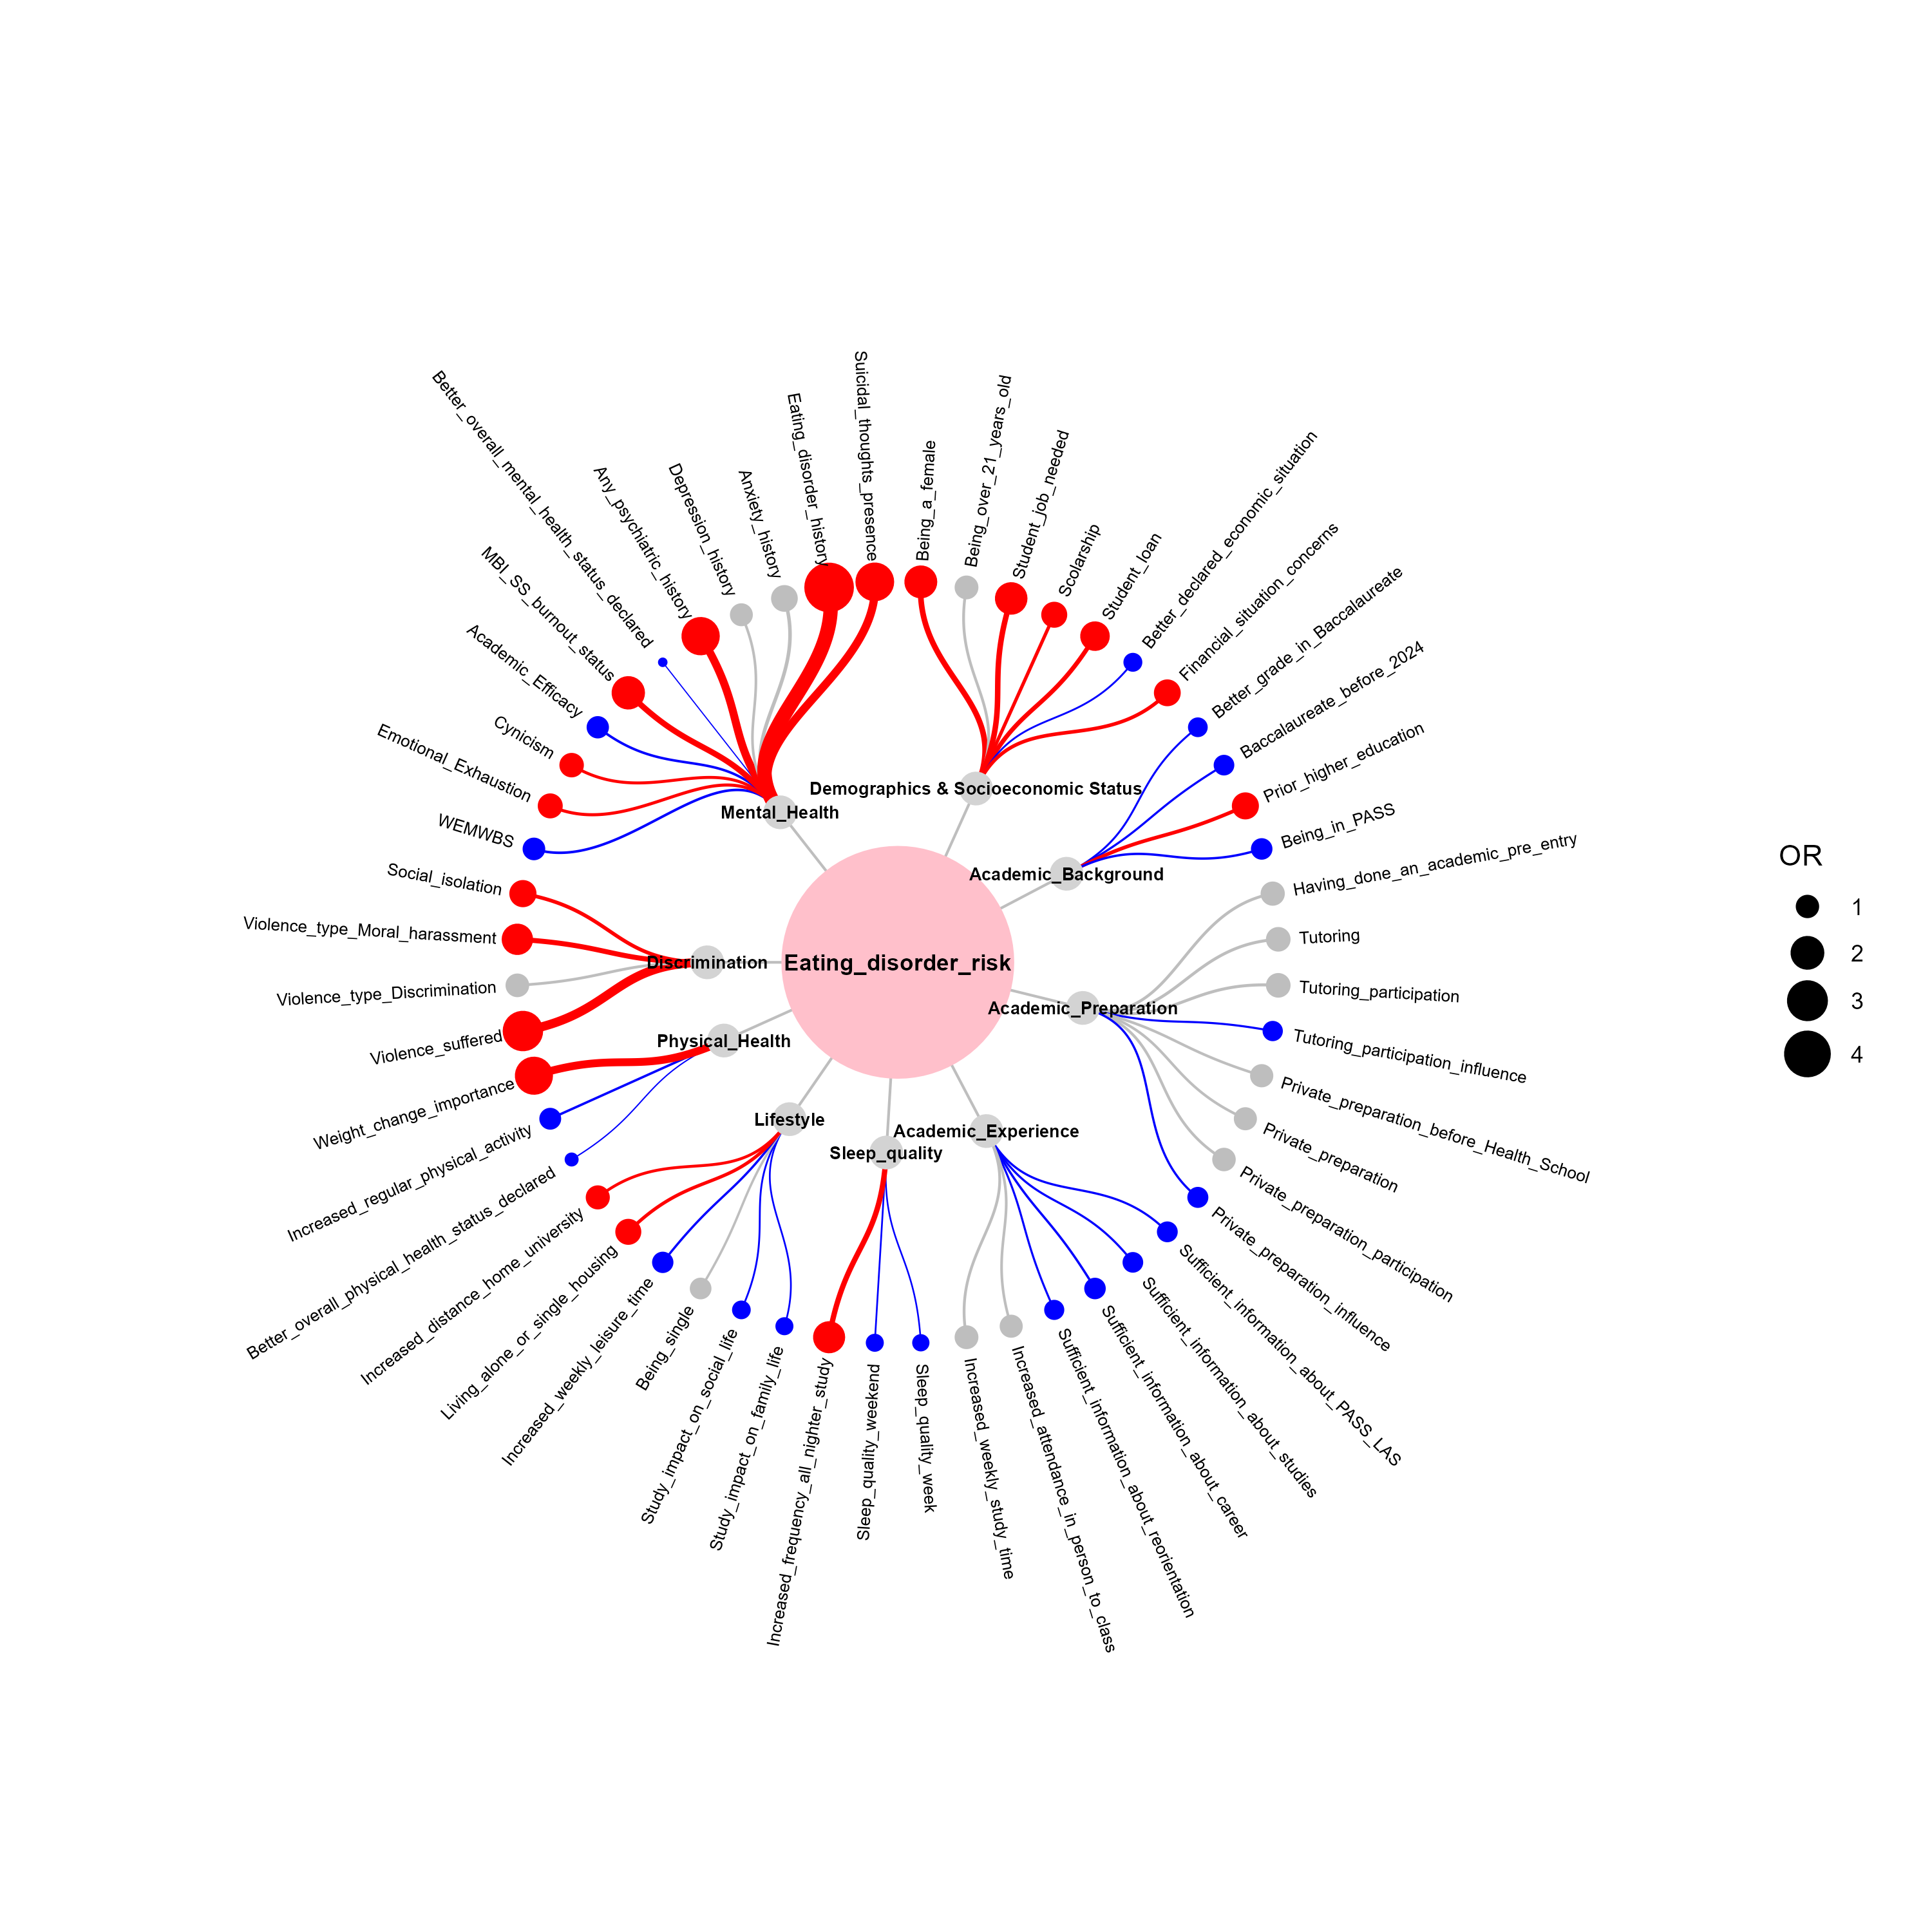 Suicidal_thoughts_presence
Being_a_female
Being_over_21_years_old
Student_job_needed
Scolarship
Student_loan
Better_declared_economic_situation
Financial_situation_concerns
Better_grade_in_Baccalaureate
Baccalaureate_before_2024
Prior_higher_education
Being_in_PASS
Having_done_an_academic_pre_entry
Tutoring
Tutoring_participation
Tutoring_participation_influence
Private_preparation_before_Health_School
Private_preparation
Private_preparation_participation
Private_preparation_influence
Sufficient_information_about_PASS_LAS
Sufficient_information_about_studies
Sufficient_information_about_career
Sufficient_information_about_reorientation
Increased_attendance_in_person_to_class
Increased_weekly_study_time
Sleep_quality_week
Sleep_quality_weekend
Increased_frequency_all_nighter_study
Study_impact_on_family_life
Study_impact_on_social_life
Being_single
Increased_weekly_leisure_time
Living_alone_or_single_housing
Increased_distance_home_university
Better_overall_physical_health_status_declared
Increased_regular_physical_activity
Weight_change_importance
Violence_suffered
Violence_type_Discrimination
Violence_type_Moral_harassment
Social_isolation
WEMWBS
Emotional_Exhaustion
Cynicism
Academic_Efficacy
MBI_SS_burnout_status
Better_overall_mental_health_status_declared
Any_psychiatric_history
Depression_history
Anxiety_history
Eating_disorder_history
Demographics & Socioeconomic Status
Mental_Health
Academic_Background
Discrimination
Eating_disorder_risk
Academic_Preparation
Physical_Health
Lifestyle
Academic_Experience
Sleep_quality
OR
1
2
3
4